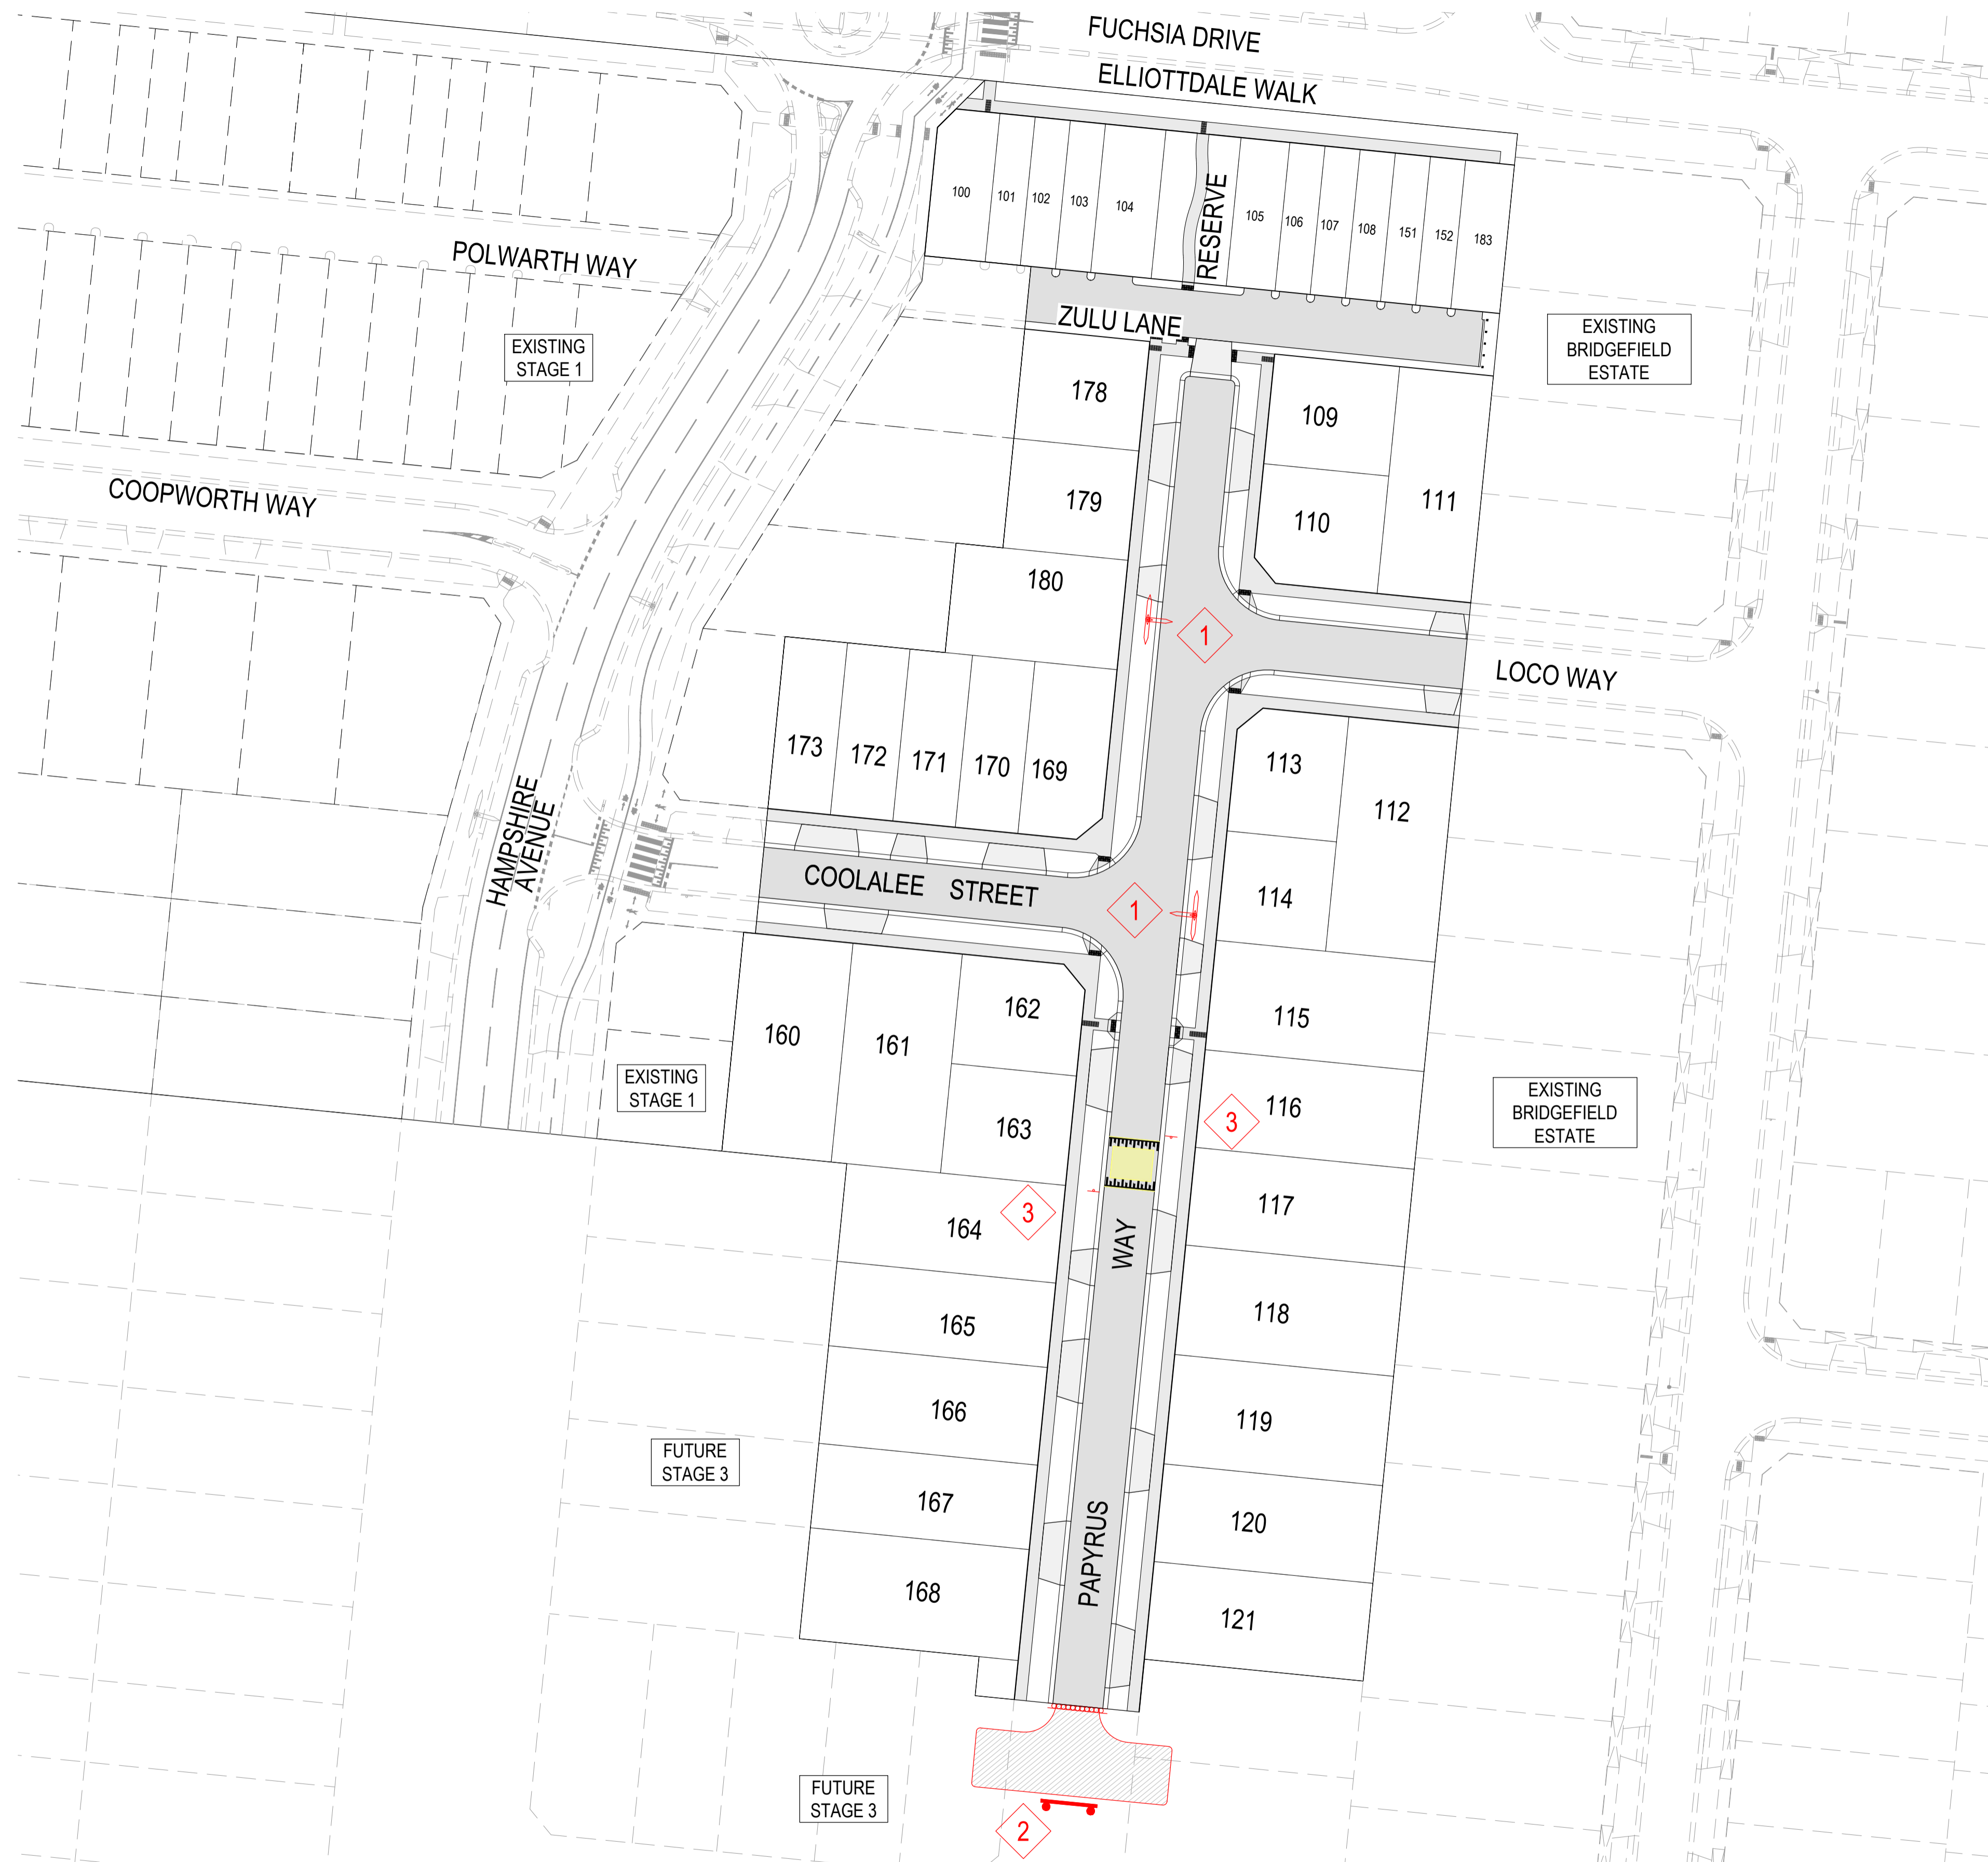 FUCHSIA DRIVE
ELLIOTTDALE WALK
100
101
102
103
104
RESERVE
105
106
107
108
151
152
183
POLWARTH WAY
ZULU LANE
EXISTING
STAGE 1
EXISTING
BRIDGEFIELD
ESTATE
178
109
COOPWORTH WAY
179
110
111
180
1
LOCO WAY
173
172
171
170
169
113
112
HAMPSHIRE
AVENUE
COOLALEE STREET
1
114
160
161
162
115
EXISTING
STAGE 1
163
3
116
EXISTING
BRIDGEFIELD
ESTATE
164
3
WAY
117
165
118
166
119
FUTURE
STAGE 3
167
PAPYRUS
120
168
121
FUTURE
STAGE 3
2